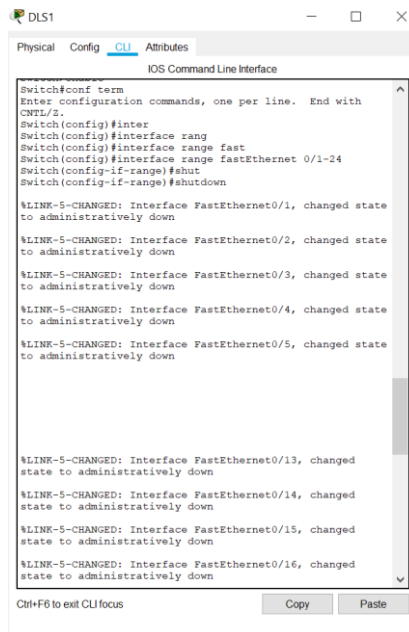 DLS1
Physical Config CLI Attributes
IOS Command Line Interface
Switch#conf term
Enter configuration commands, one per line. End with
CNTL/Z.
Switch(config)#inter
Switch(config)#interface rang
Switch(config)#interface range fast
Switch(config)#interface range fastEthernet 0/1-24
Switch(config-if-range)#shut
Switch(config-if-range)#shutdown
%LINK-5-CHANGED: Interface FastEthernet0/1, changed state
to administratively down
%LINK-5-CHANGED: Interface FastEthernet0/2, changed state
to administratively down
%LINK-5-CHANGED: Interface FastEthernet0/3, changed state
to administratively down
%LINK-5-CHANGED: Interface FastEthernet0/4, changed state
to administratively down
%LINK-5-CHANGED: Interface FastEthernet0/5, changed state
to administratively down
%LINK-5-CHANGED: Interface FastEthernet0/13, changed
state to administratively down
%LINK-5-CHANGED: Interface FastEthernet0/14, changed
state to administratively down
%LINK-5-CHANGED: Interface FastEthernet0/15, changed
state to administratively down
%LINK-5-CHANGED: Interface FastEthernet0/16, changed
state to administratively down
Ctrl+F6 to exit CLI focus
Copy Paste